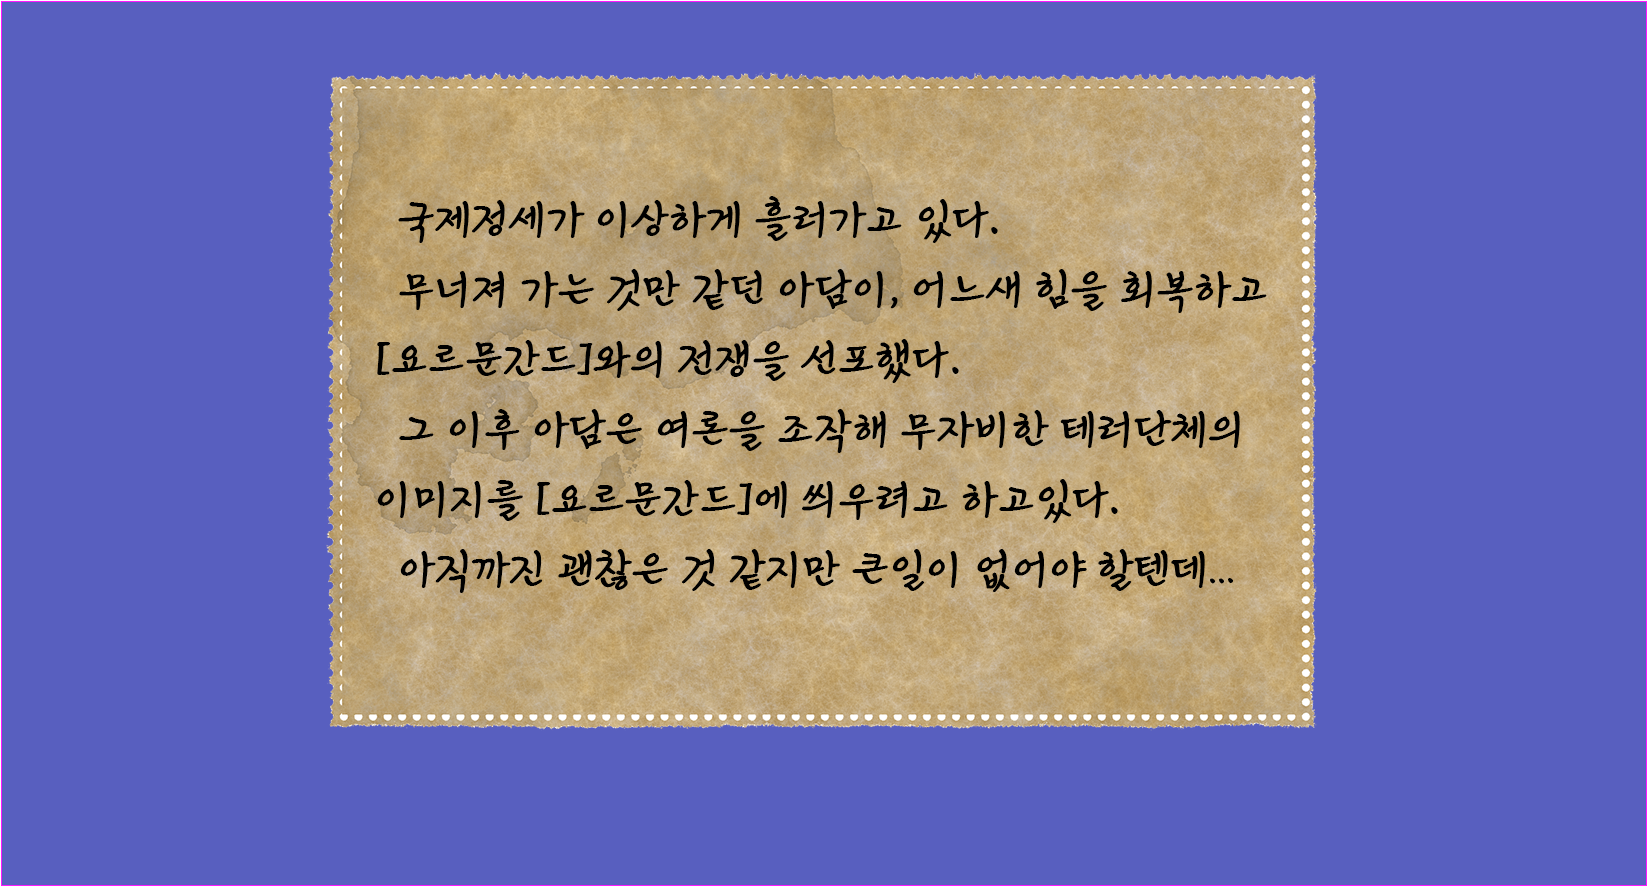 국제정세가 이상하게 흘러가고 있다.
무너져 가는 것만 같던 아담이, 어느새 힘을 회복하고
[요르문간드]와의 전쟁을 선포했다.
그 이후 아담은 여론을 조작해 무자비한 테러단체의
이미지를 [요르문간드]에 씌우려고 하고있다.
아직까진 괜찮은 것 같지만 큰일이 없어야 할텐데...